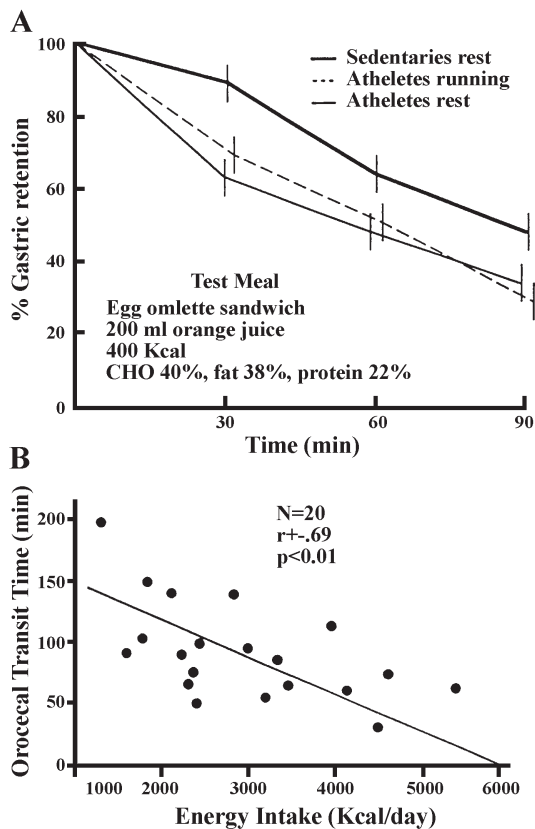 A
100
80
60
40
20
0
% Gastric retention
Sedentaries rest
Atheletes running
Atheletes rest
Test Meal
Egg omlette sandwich
200 ml orange juice
400 Kcal
CHO 40%, fat 38%, protein 22%
30
60
90
Time (min)
B
Orocecal Transit Time (min)
200
150
100
50
0
N=20
r+-.69
p<0.01
1000
2000
3000
4000
5000
6000
Energy Intake (Kcal/day)